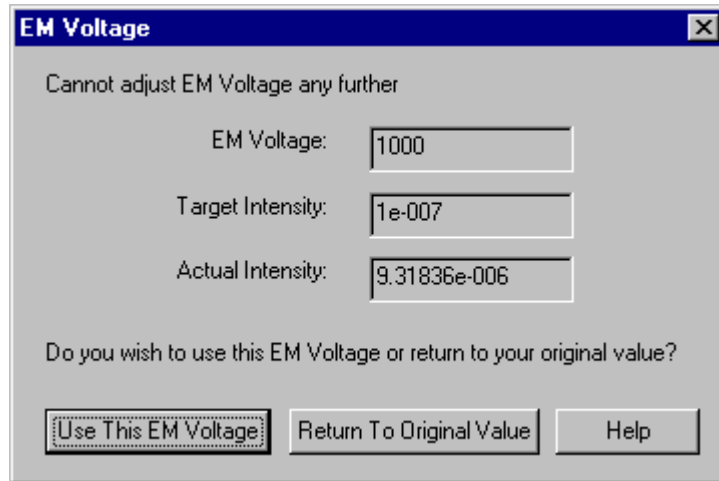 EM Voltage
Cannot adjust EM Voltage any further
EM Voltage: 1000
Target Intensity: 1e-007
Actual Intensity: 9.31836e-006
Do you wish to use this EM Voltage or return to your original value?
Use This EM Voltage Return To Original Value Help